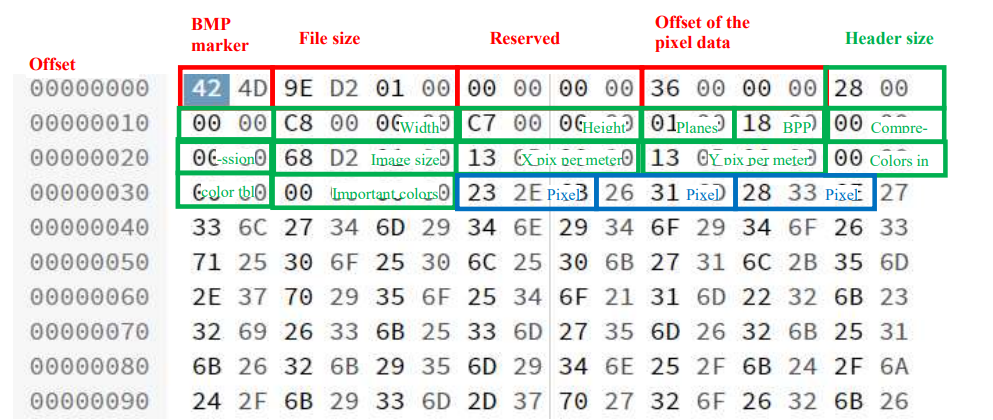 BMP marker
File size
Reserved
Offset of the pixel data
Header size
Offset
00000000 42 4D 9E D2 01 00 00 00 00 00 36 00 00 00 28 00
00000010 00 00 C8 00 00 Width C7 00 00 Height 01 Planes 18 BPP 00 Compre-
00000020 00 -ssion 68 D2 Image size 13 X pix per meter 13 Y pix per meter 00 Colors in
00000030 color tbl 00 Important colors 23 2E Pixel 26 31 Pixel 28 33 Pixel 27
00000040 33 6C 27 34 6D 29 34 6E 29 34 6F 29 34 6F 26 33
00000050 71 25 30 6F 25 30 6C 25 30 6B 27 31 6C 2B 35 6D
00000060 2E 37 70 29 35 6F 25 34 6F 21 31 6D 22 32 6B 23
00000070 32 69 26 33 6B 25 33 6D 27 35 6D 26 32 6B 25 31
00000080 6B 26 32 6B 29 35 6D 29 34 6E 25 2F 6B 24 2F 6A
00000090 24 2F 6B 29 33 6D 2D 37 70 27 32 6F 26 32 6B 26